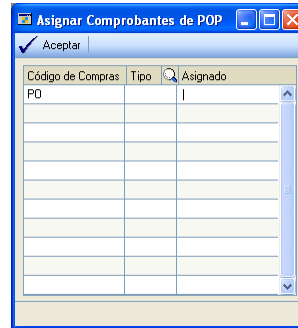 Asignar Comprobantes de POP
Aceptar
Código de Compras Tipo Asignado
PO